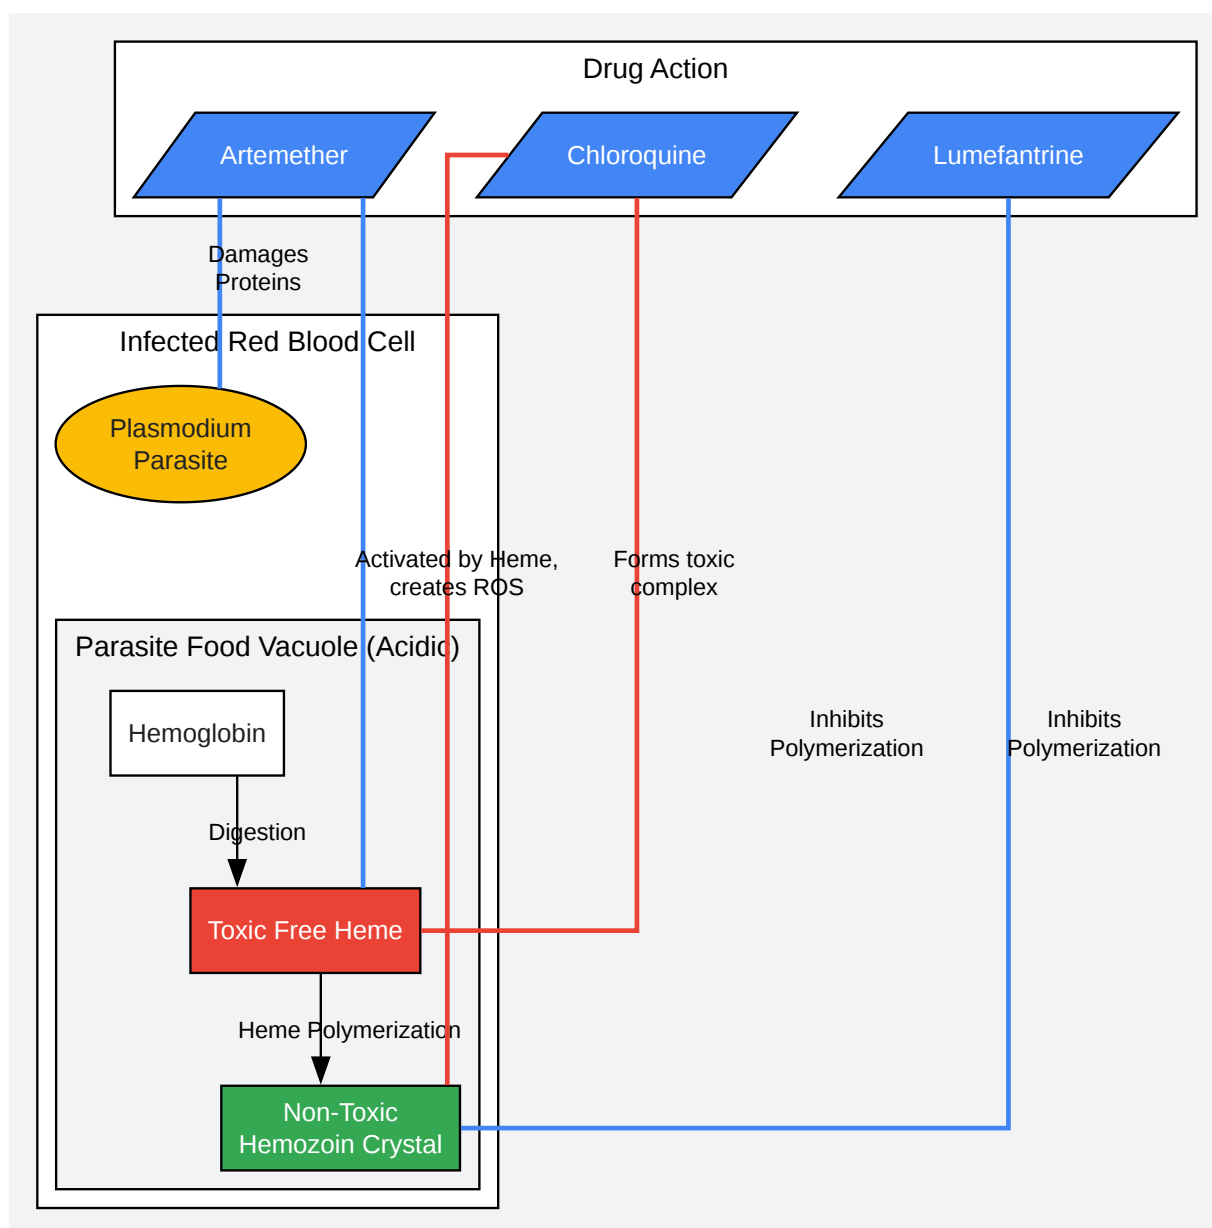 Drug Action
Artemether
Chloroquine
Lumefantrine
Damages
Proteins
Infected Red Blood Cell
Plasmodium
Parasite
Activated by Heme,
creates ROS
Forms toxic
complex
Parasite Food Vacuole (Acidic)
Hemoglobin
Inhibits
Polymerization
Inhibits
Polymerization
Digestion
Toxic Free Heme
Heme Polymerization
Non-Toxic
Hemozoin Crystal